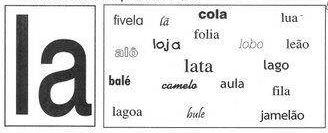 la
fivela lã cola lua
folia
alô loja lobo leão
lata lago
balé camelo aula fila
lagoa bule jamelão